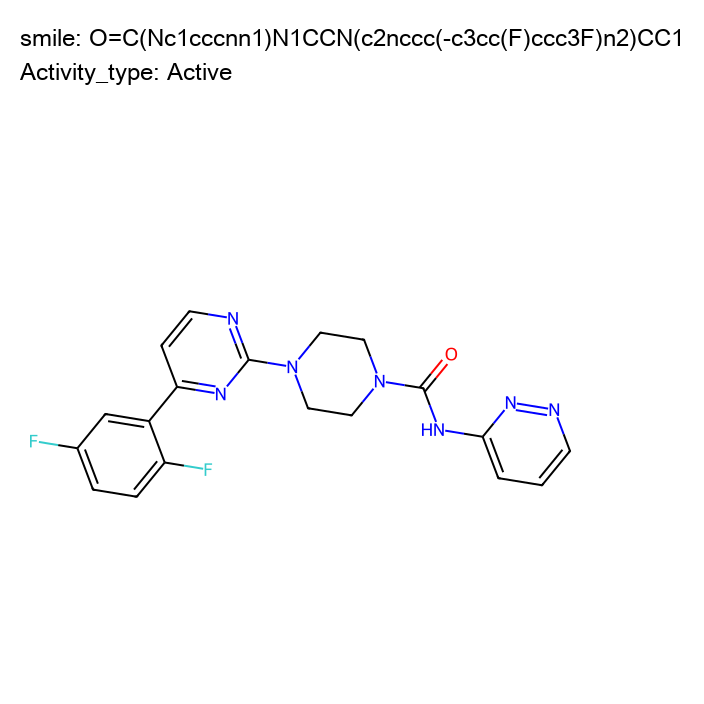 smile: O=C(Nc1cccnn1)N1CCN(c2nccc(-c3cc(F)ccc3F)n2)CC1
Activity_type: Active
N
O
N
N
N
N
N
F
HN
F